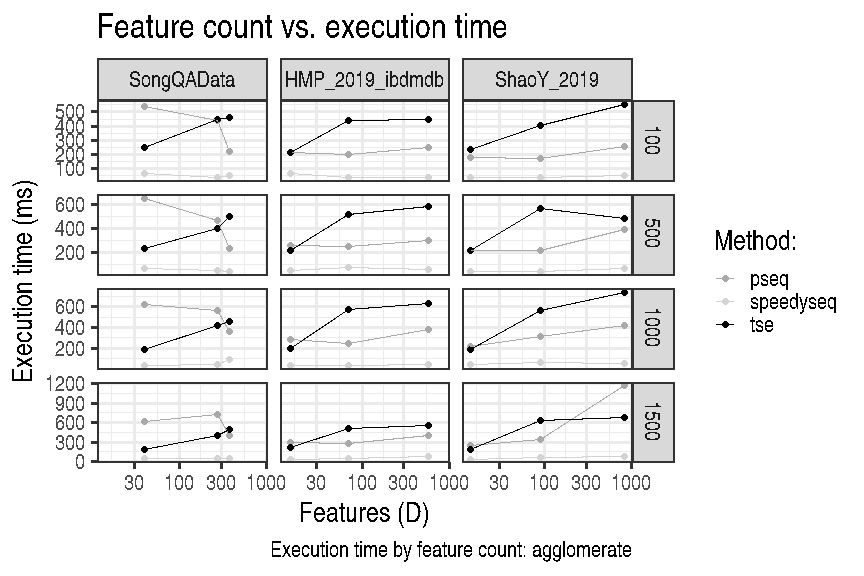 Feature count vs. execution time
SongQAData HMP_2019_ibdmdb ShaoY_2019
500
400
300
200
100
100
600
400
200
500
600
400
200
1000
1200
900
600
300
0
1500
30 100 300 1000 30 100 300 1000 30 100 300 1000
Execution time (ms)
Features (D)
Execution time by feature count: agglomerate
Method:
pseq
speedyseq
tse